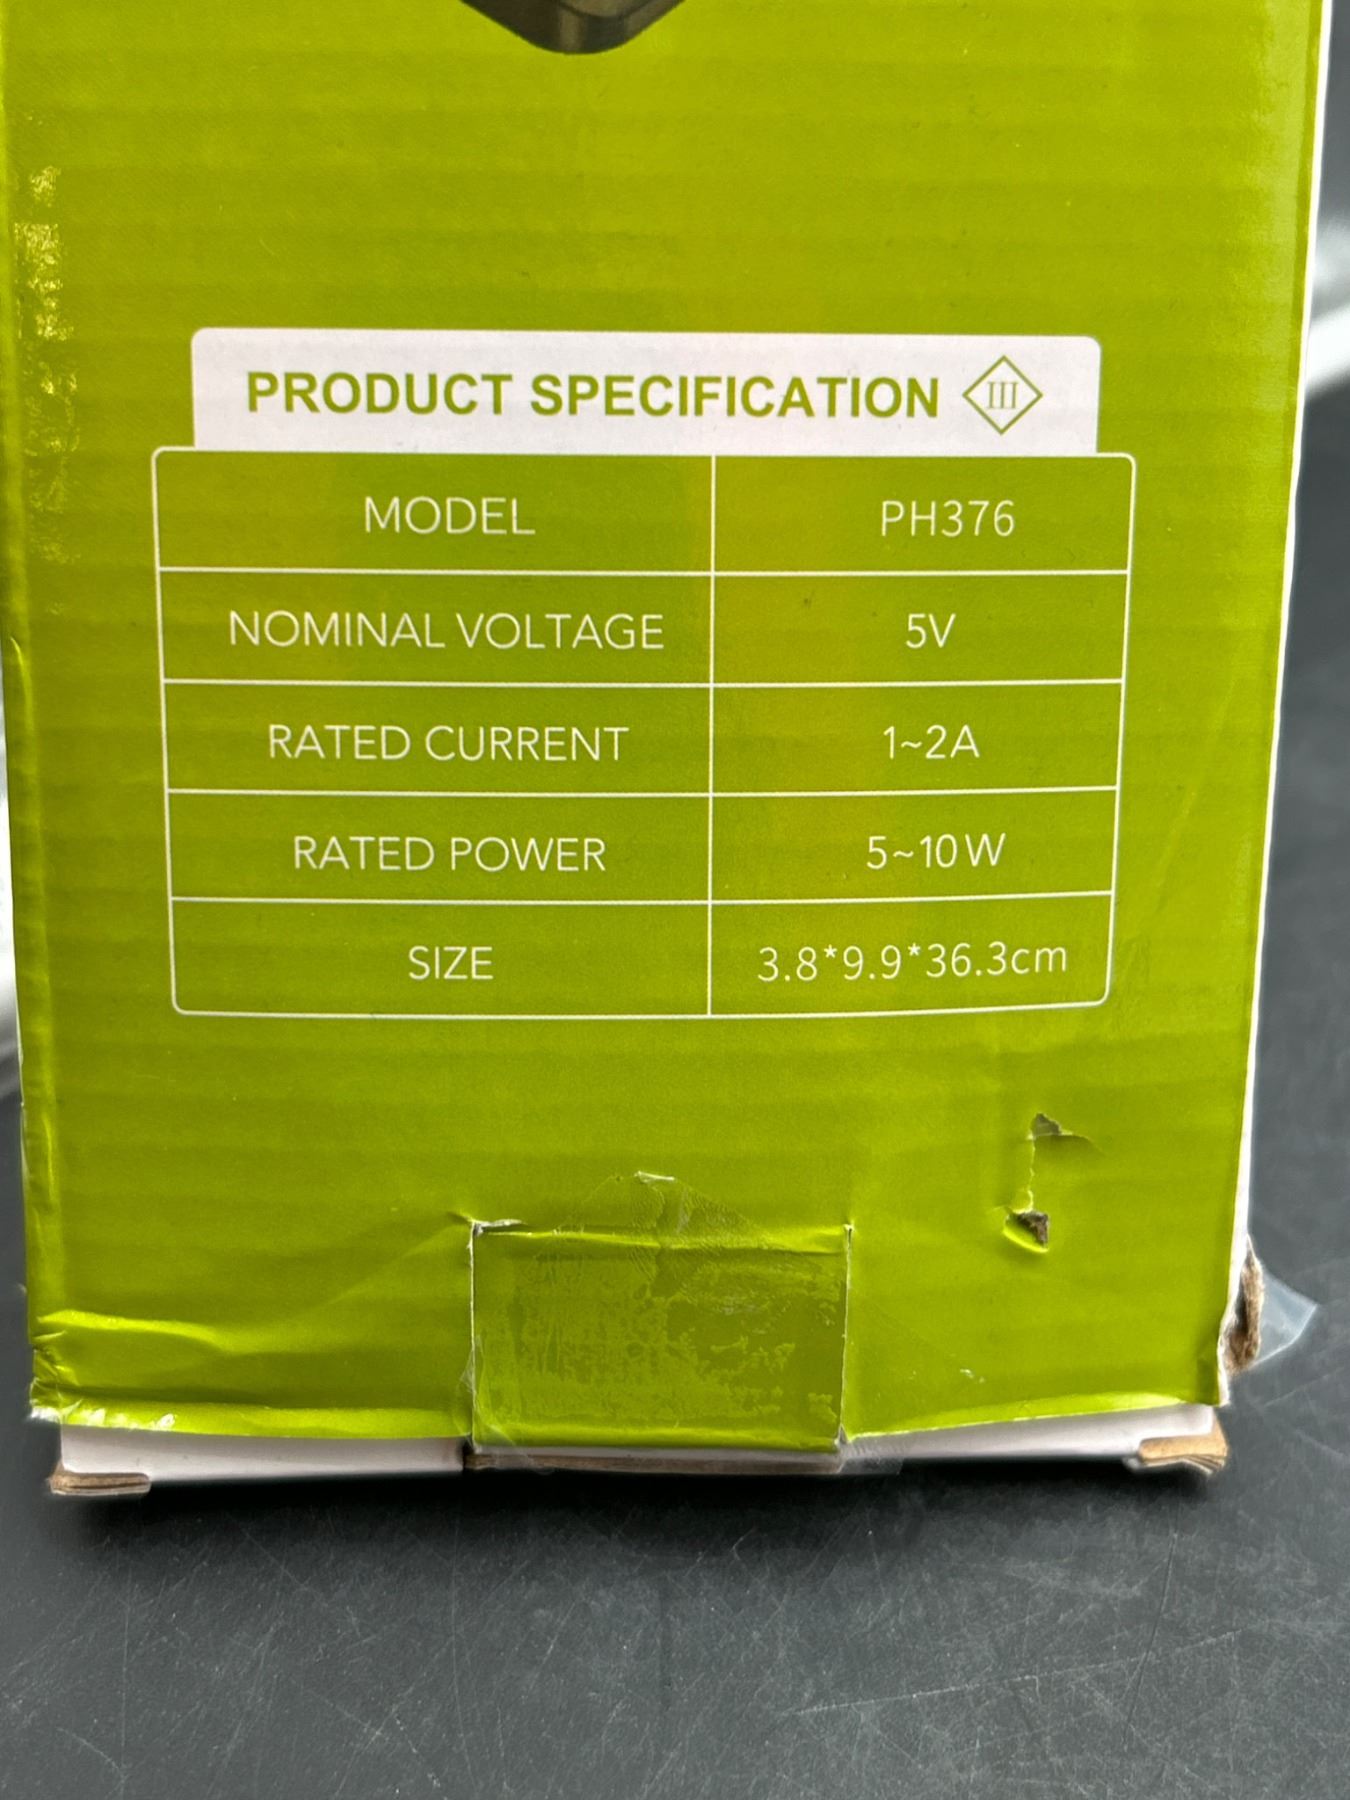 PRODUCT SPECIFICATION III
MODEL PH376
NOMINAL VOLTAGE 5V
RATED CURRENT 1~2A
RATED POWER 5~10W
SIZE 3.8*9.9*36.3cm